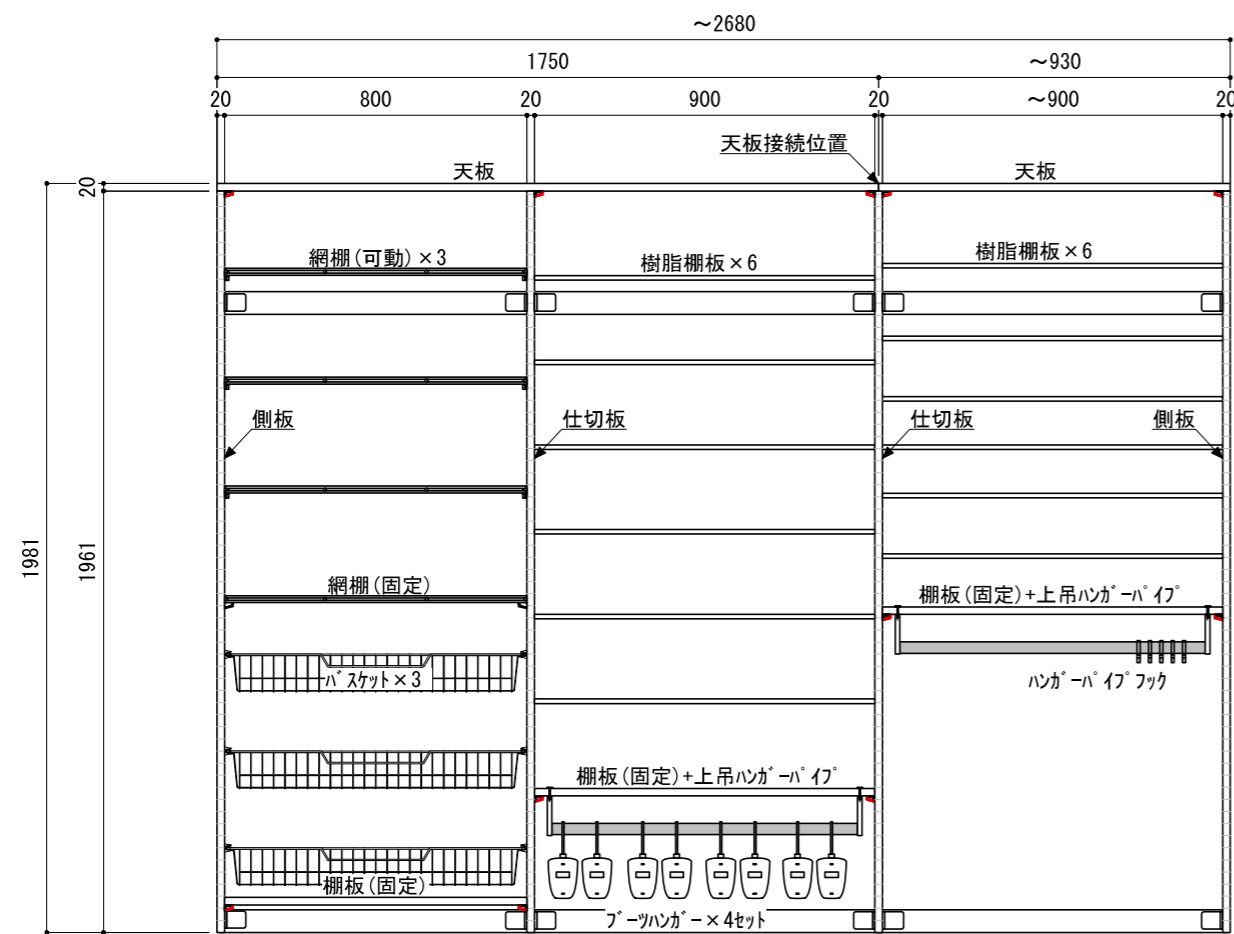 ～2680
1750
～930
20
800
20
900
20
～900
20
天板接続位置
天板
天板
20
網棚(可動)×3
樹脂棚板×6
樹脂棚板×6
側板
仕切板
仕切板
側板
1981
1961
網棚(固定)
棚板(固定)+上吊ハンガーパイプ
バスケット×3
ハンガーパイプフック
棚板(固定)+上吊ハンガーパイプ
棚板(固定)
ブーツハンガー×4セット